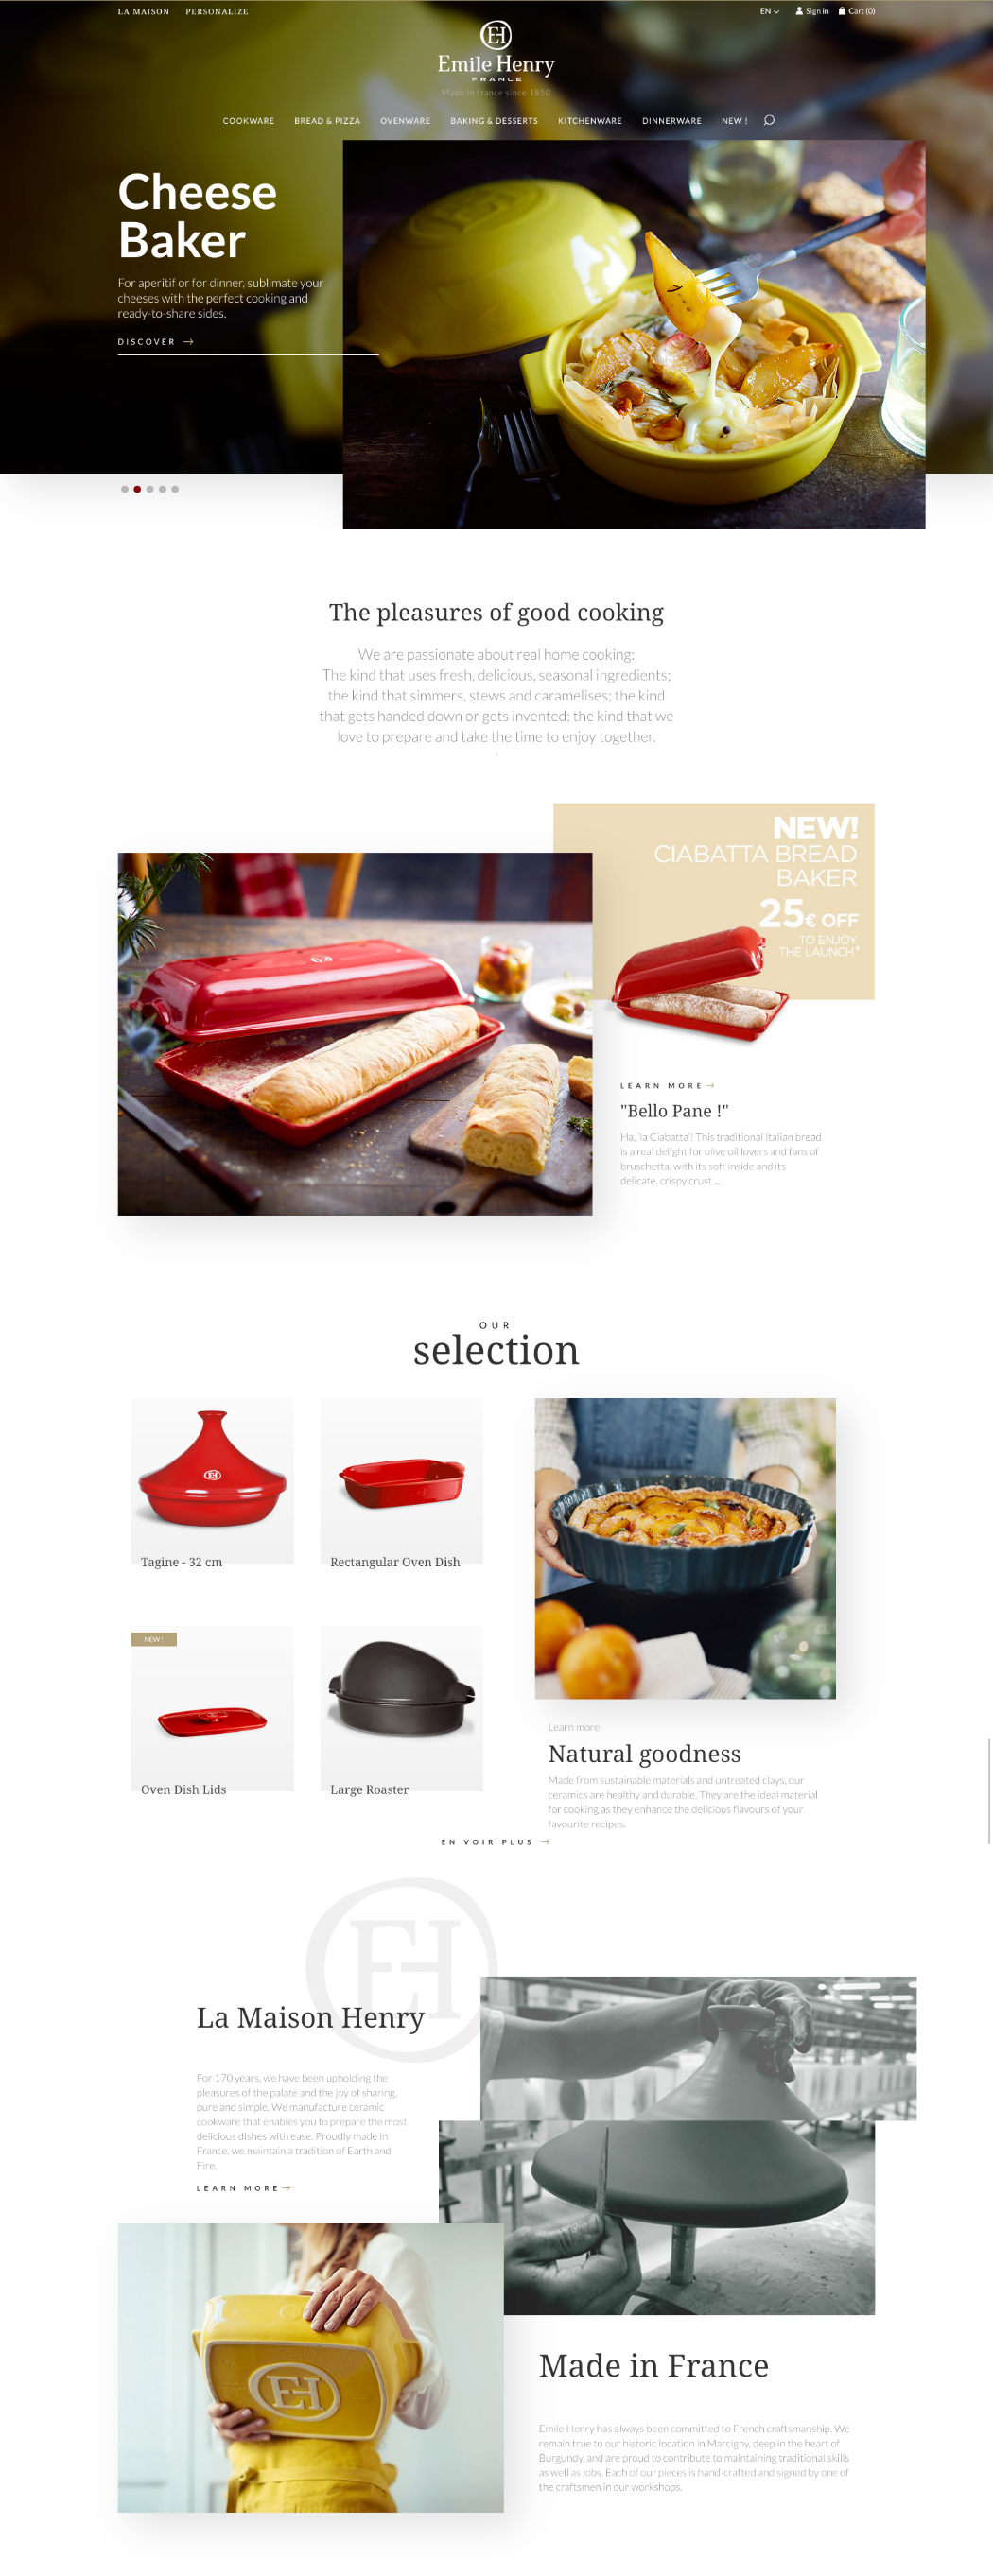 LA MAISON PERSONALIZE
EN Sign in Cart (0)
EH
Emile Henry
FRANCE
Made in france since 1850
COOKWARE BREAD & PIZZA OVENWARE BAKING & DESSERTS KITCHENWARE DINNERWARE NEW !
Cheese
Baker
For aperitif or for dinner, sublimate your
cheeses with the perfect cooking and
ready-to-share sides.
DISCOVER →
The pleasures of good cooking
We are passionate about real home cooking:
The kind that uses fresh, delicious, seasonal ingredients;
the kind that simmers, stews and caramelises; the kind
that gets handed down or gets invented; the kind that we
love to prepare and take the time to enjoy together.
NEW!
CIABATTA BREAD
BAKER
25€ OFF
TO ENJOY
THE LAUNCH*
LEARN MORE →
"Bello Pane !"
Ha, 'la Ciabatta'! This traditional Italian bread
is a real delight for olive oil lovers and fans of
bruschetta, with its soft inside and its
delicate, crispy crust ...
OUR
selection
EH
Tagine - 32 cm
Rectangular Oven Dish
NEW !
Oven Dish Lids
Large Roaster
Learn more
Natural goodness
Made from sustainable materials and untreated clays, our
ceramics are healthy and durable. They are the ideal material
for cooking as they enhance the delicious flavours of your
favourite recipes.
EN VOIR PLUS →
EH
La Maison Henry
For 170 years, we have been upholding the
pleasures of the palate and the joy of sharing,
pure and simple. We manufacture ceramic
cookware that enables you to prepare the most
delicious dishes with ease. Proudly made in
France, we maintain a tradition of Earth and
Fire.
LEARN MORE →
EH
Made in France
Emile Henry has always been committed to French craftsmanship. We
remain true to our historic location in Marcigny, deep in the heart of
Burgundy, and are proud to contribute to maintaining traditional skills
as well as jobs. Each of our pieces is hand-crafted and signed by one of
the craftsmen in our workshops.